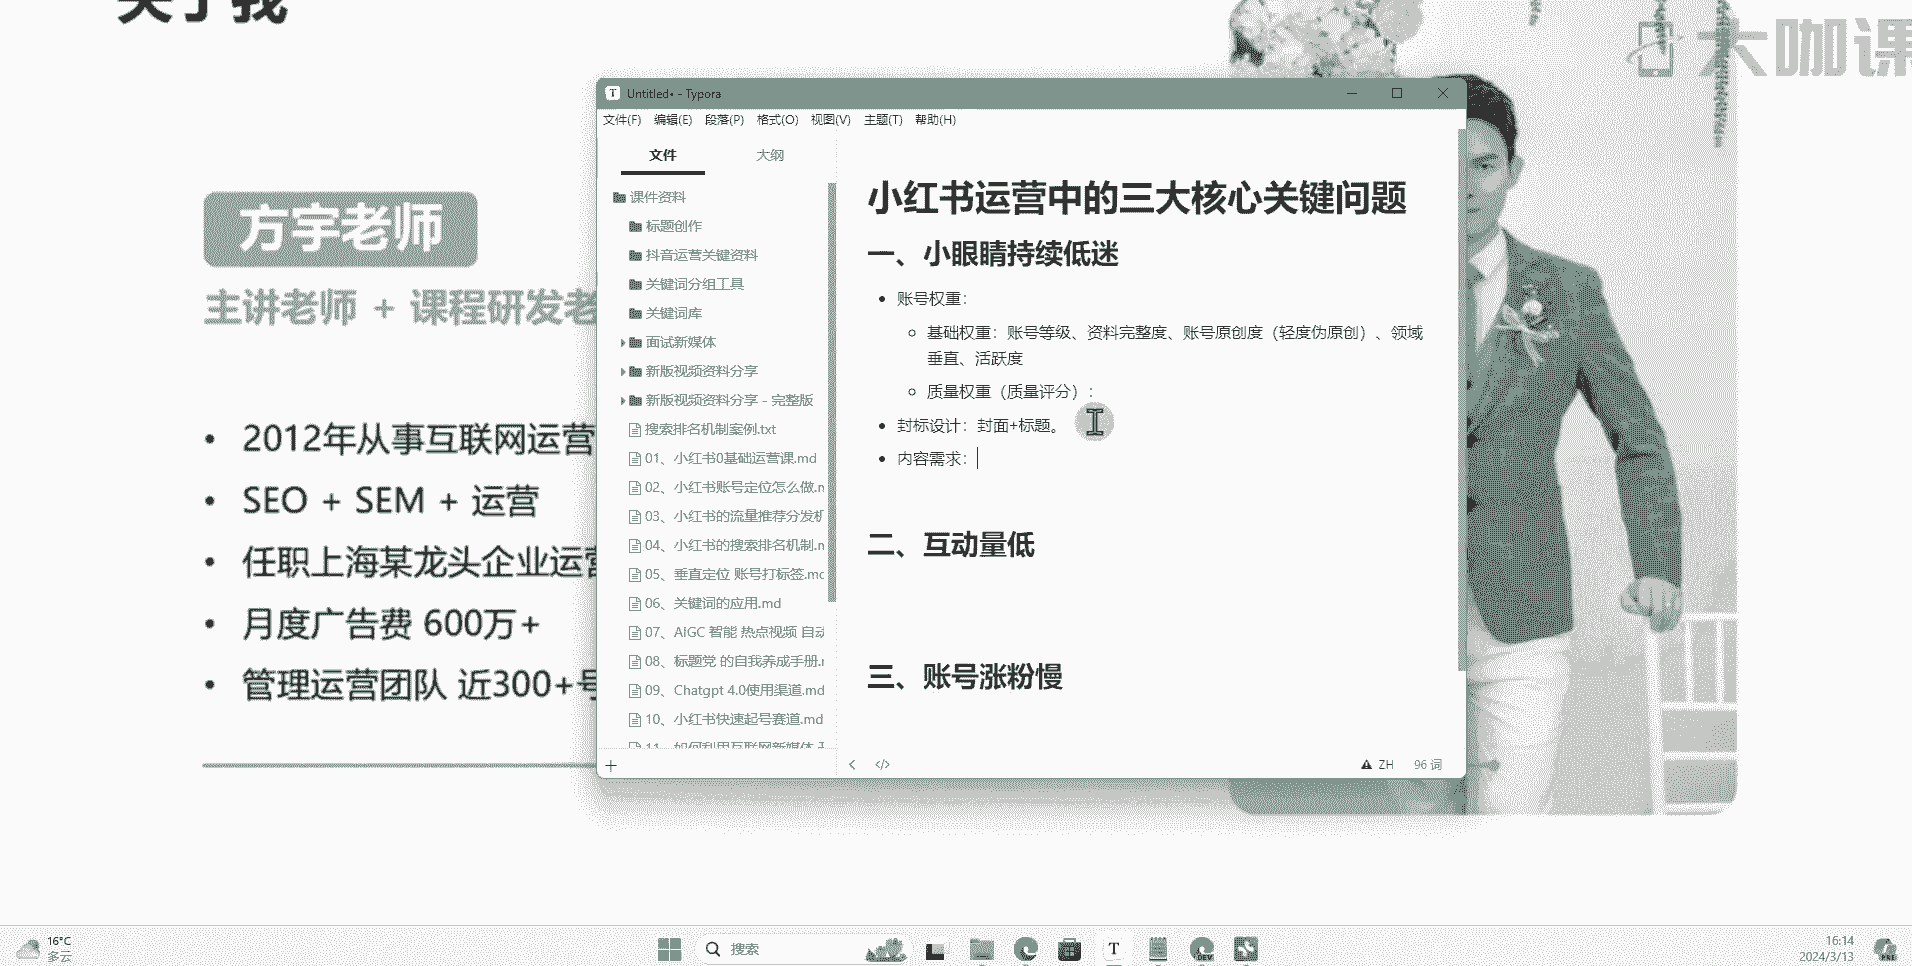 关于我
大咖课
方宇老师
主讲老师 + 课程研发老
2012年从事互联网运营
SEO + SEM + 运营
任职上海某龙头企业运营
月度广告费 600万+
管理运营团队 近300+号
Untitled• - Typora
文件(F) 编辑(E) 段落(P) 格式(O) 视图(V) 主题(T) 帮助(H)
文件 大纲
课件资料
标题创作
抖音运营关键资料
关键词分组工具
关键词库
面试新媒体
新版视频资料分享
新版视频资料分享 - 完整版
搜索排名机制案例.txt
01、小红书0基础运营课.md
02、小红书账号定位怎么做.m
03、小红书的流量推荐分发机
04、小红书的搜索排名机制.m
05、垂直定位 账号打标签.mc
06、关键词的应用.md
07、AIGC 智能 热点视频 自动
08、标题党 的自我养成手册.r
09、Chatgpt 4.0使用渠道.md
10、小红书快速起号赛道.md
11、如何利用互联网新媒体
小红书运营中的三大核心关键问题
一、小眼睛持续低迷
账号权重：
基础权重：账号等级、资料完整度、账号原创度（轻度伪原创）、领域
垂直、活跃度
质量权重（质量评分）：
封标设计：封面+标题。
内容需求：
二、互动量低
三、账号涨粉慢
ZH 96 词
16°C
多云
搜索
T
DEV
16:14
2024/3/13
PRE